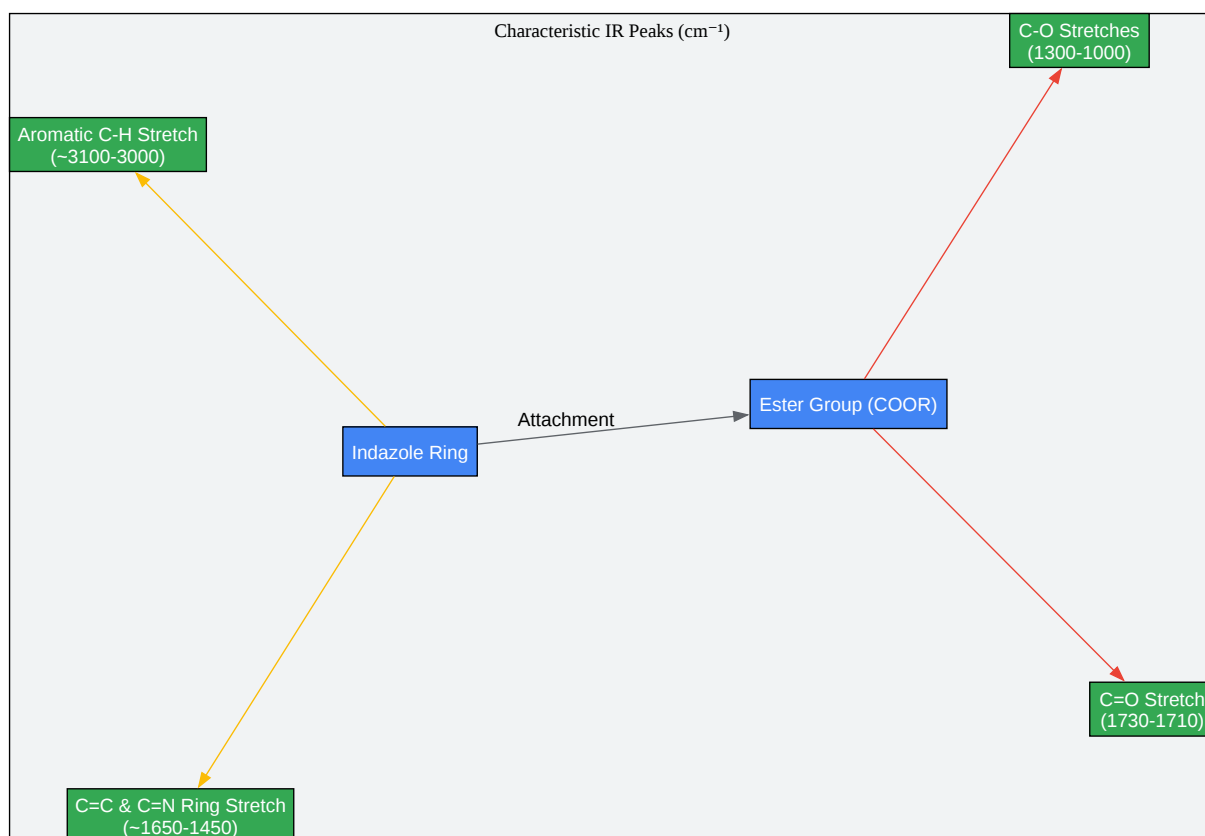 Characteristic IR Peaks (cm⁻¹)
C-O Stretches
(1300-1000)
Aromatic C-H Stretch
(~3100-3000)
Ester Group (COOR)
Attachment
Indazole Ring
C=O Stretch
(1730-1710)
C=C & C=N Ring Stretch
(~1650-1450)